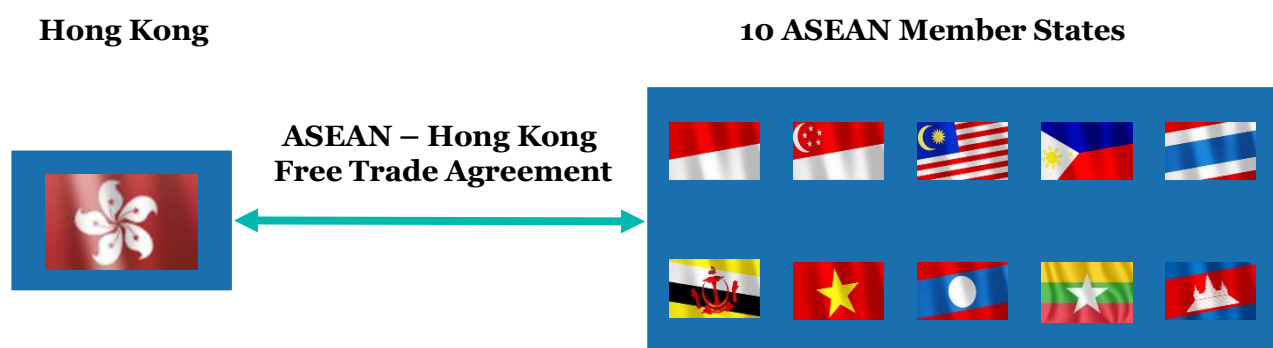 Hong Kong
10 ASEAN Member States
ASEAN – Hong Kong
Free Trade Agreement